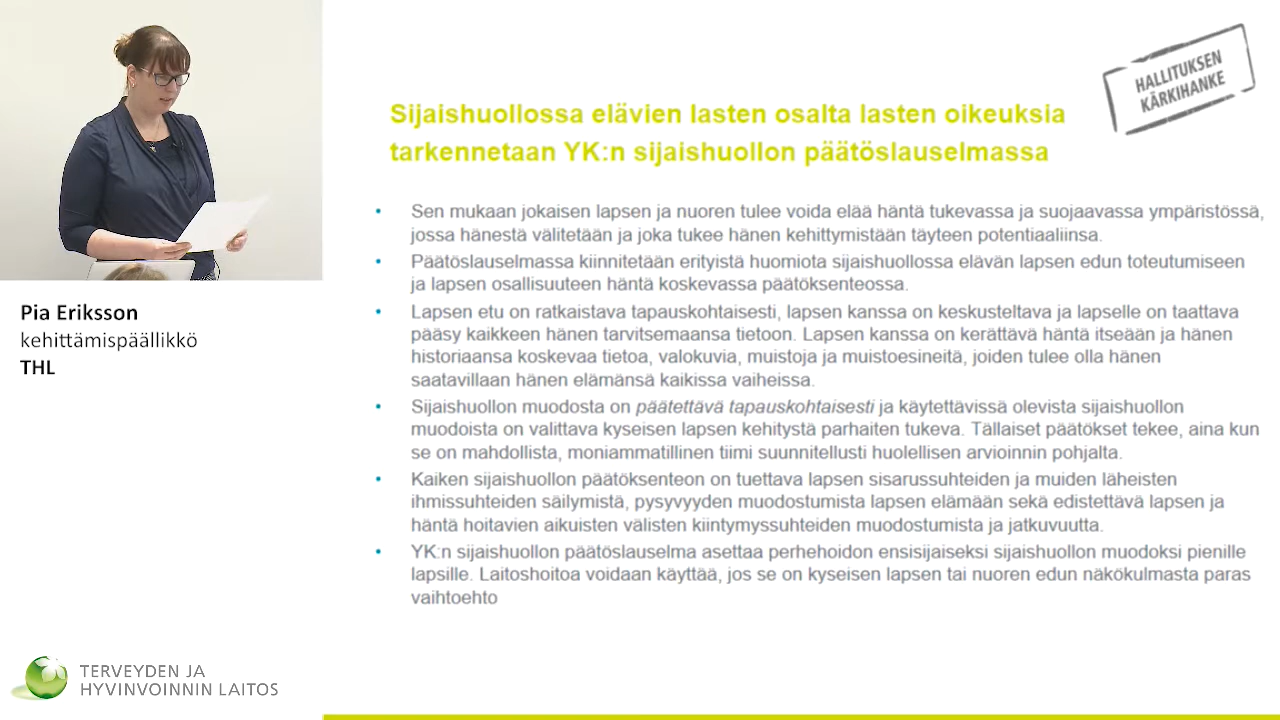 HALLITUKSEN
KÄRKIHANKE
Sijaishuollossa elävien lasten osalta lasten oikeuksia
tarkennetaan YK:n sijaishuollon päätöslauselmassa
• Sen mukaan jokaisen lapsen ja nuoren tulee voida elää häntä tukevassa ja suojaavassa ympäristössä,
jossa hänestä välitetään ja joka tukee hänen kehittymistään täyteen potentiaaliinsa.
• Päätöslauselmassa kiinnitetään erityistä huomiota sijaishuollossa elävän lapsen edun toteutumiseen
ja lapsen osallisuuteen häntä koskevassa päätöksenteossa.
• Lapsen etu on ratkaistava tapauskohtaisesti, lapsen kanssa on keskusteltava ja lapselle on taattava
pääsy kaikkeen hänen tarvitsemaansa tietoon. Lapsen kanssa on kerättävä häntä itseään ja hänen
historiaansa koskevaa tietoa, valokuvia, muistoja ja muistoesineitä, joiden tulee olla hänen
saatavillaan hänen elämänsä kaikissa vaiheissa.
• Sijaishuollon muodosta on päätettävä tapauskohtaisesti ja käytettävissä olevista sijaishuollon
muodoista on valittava kyseisen lapsen kehitystä parhaiten tukeva. Tällaiset päätökset tekee, aina kun
se on mahdollista, moniammatillinen tiimi suunnitellusti huolellisen arvioinnin pohjalta.
• Kaiken sijaishuollon päätöksenteon on tuettava lapsen sisarussuhteiden ja muiden läheisten
ihmissuhteiden säilymistä, pysyvyyden muodostumista lapsen elämään sekä edistettävä lapsen ja
häntä hoitavien aikuisten välisten kiintymyssuhteiden muodostumista ja jatkuvuutta.
• YK:n sijaishuollon päätöslauselma asettaa perhehoidon ensisijaiseksi sijaishuollon muodoksi pienille
lapsille. Laitoshoitoa voidaan käyttää, jos se on kyseisen lapsen tai nuoren edun näkökulmasta paras
vaihtoehto
Pia Eriksson
kehittämispäällikkö
THL
TERVEYDEN JA
HYVINVOINNIN LAITOS